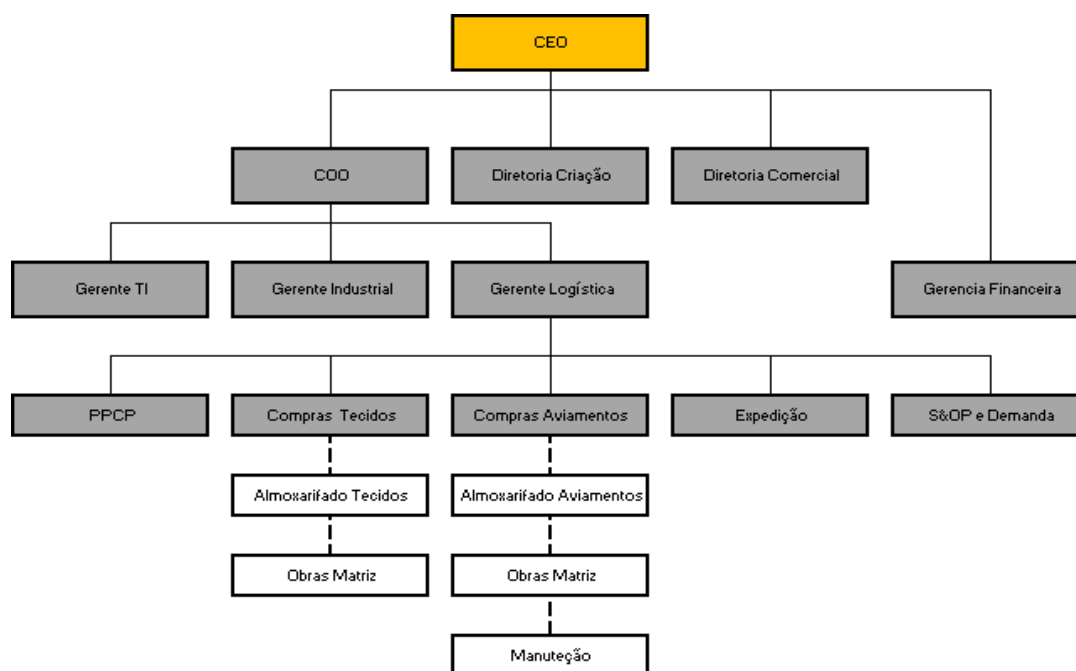 CEO
COO
Diretoria Criação
Diretoria Comercial
Gerente TI
Gerente Industrial
Gerente Logística
Gerencia Financeira
PPCP
Compras Tecidos
Compras Aviamentos
Expedição
S&OP e Demanda
Almoxarifado Tecidos
Almoxarifado Aviamentos
Obras Matriz
Obras Matriz
Manuteção